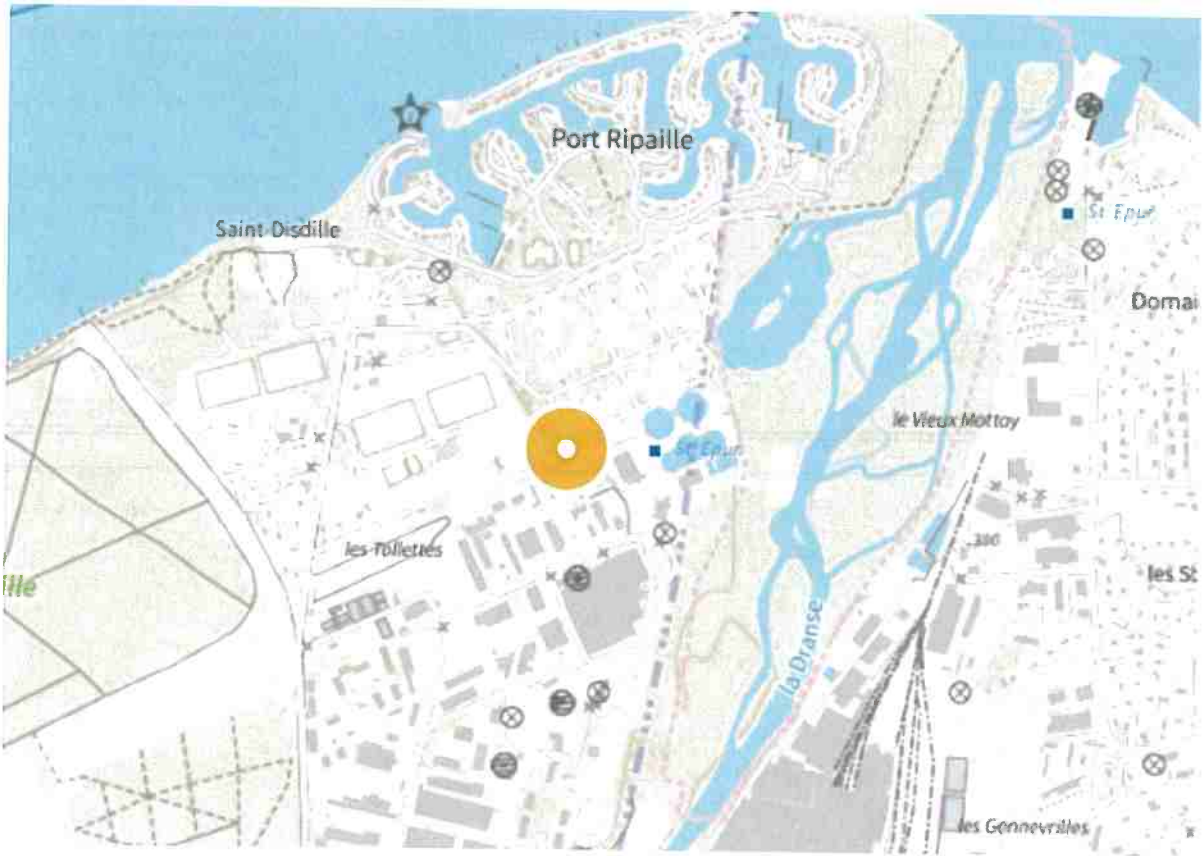 Port Ripaille
Saint Disdille
St Epur
Domai
le Vieux Mottay
St Epur
les Tollettes
380
ille
les St
la Dranse
les Gennevrilles